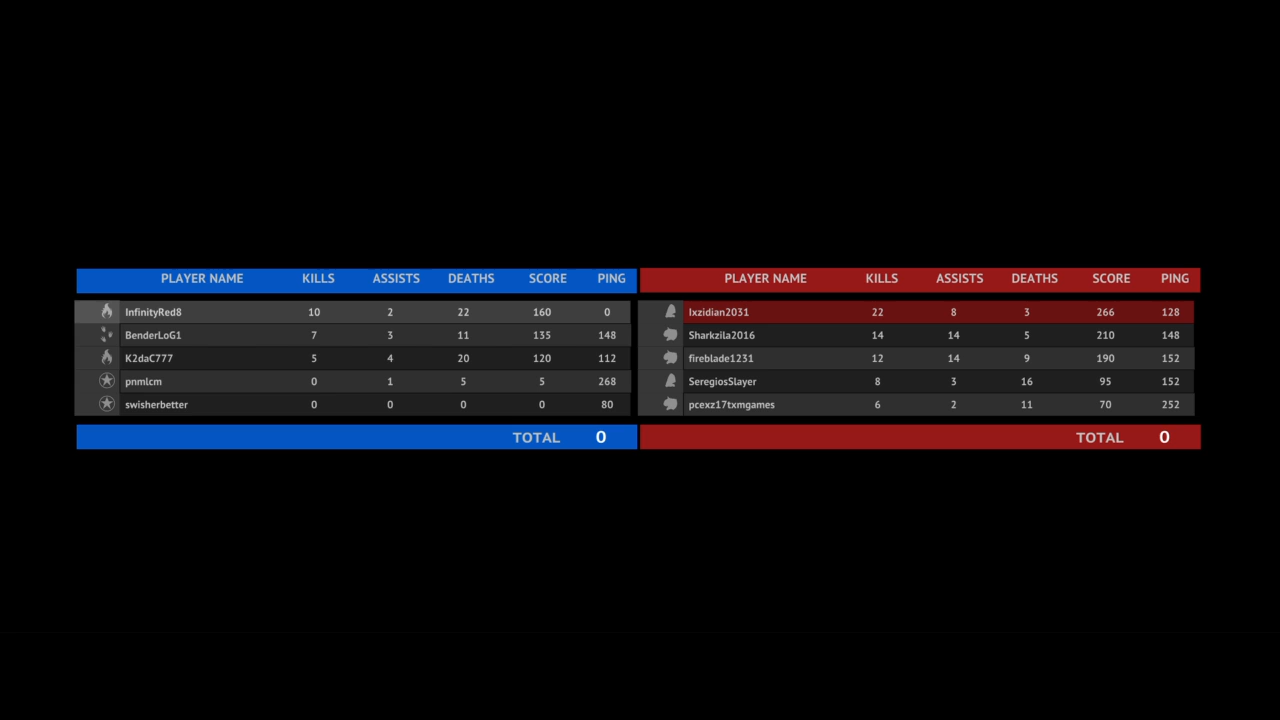 PLAYER NAME KILLS ASSISTS DEATHS SCORE PING
InfinityRed8 10 2 22 160 0
BenderLoG1 7 3 11 135 148
K2daC777 5 4 20 120 112
pnmlcm 0 1 5 5 268
swisherbetter 0 0 0 0 80
TOTAL 0
PLAYER NAME KILLS ASSISTS DEATHS SCORE PING
Ixzidian2031 22 8 3 266 128
Sharkzila2016 14 14 5 210 148
fireblade1231 12 14 9 190 152
SeregiosSlayer 8 3 16 95 152
pcexz17txmgames 6 2 11 70 252
TOTAL 0